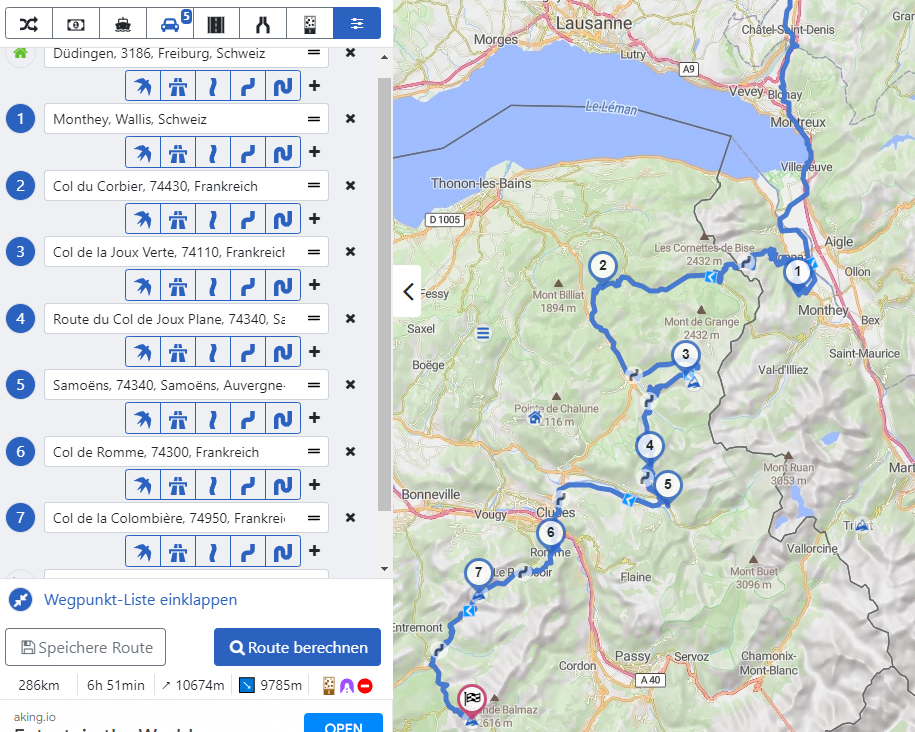 5
Düdingen, 3186, Freiburg, Schweiz
1
Monthey, Wallis, Schweiz
2
Col du Corbier, 74430, Frankreich
3
Col de la Joux Verte, 74110, Frankreich
4
Route du Col de Joux Plane, 74340, Sa
5
Samoëns, 74340, Samoëns, Auvergne-
6
Col de Romme, 74300, Frankreich
7
Col de la Colombière, 74950, Frankrei
Wegpunkt-Liste einklappen
Speichere Route
Route berechnen
286km
6h 51min
↗ 10674m
9785m
aking.io
OPEN
Lausanne
Châtel-Saint-Denis
Morges
Lutry
A9
Vevey
Blonay
Le Léman
Montreux
Villeneuve
Thonon-les-Bains
D 1005
Les Cornettes-de Bise
2432 m
Aigle
2
1
Ollon
Fessy
Mont Billiat
1894 m
Monthey
Bex
Saxel
Mont de Grange
2432 m
Boëge
3
Saint-Maurice
Val-d'Illiez
Pointe de Chalune
2116 m
4
Mont Ruan
3053 m
Mart
5
Bonneville
Vougy
Cluses
6
Romme
Trient
Vallorcine
7
Le Reposoir
Flaine
Mont Buet
3096 m
Entremont
Passy
Servoz
Cordon
Chamonix-
Mont-Blanc
A 40
nde Balmaz
2616 m